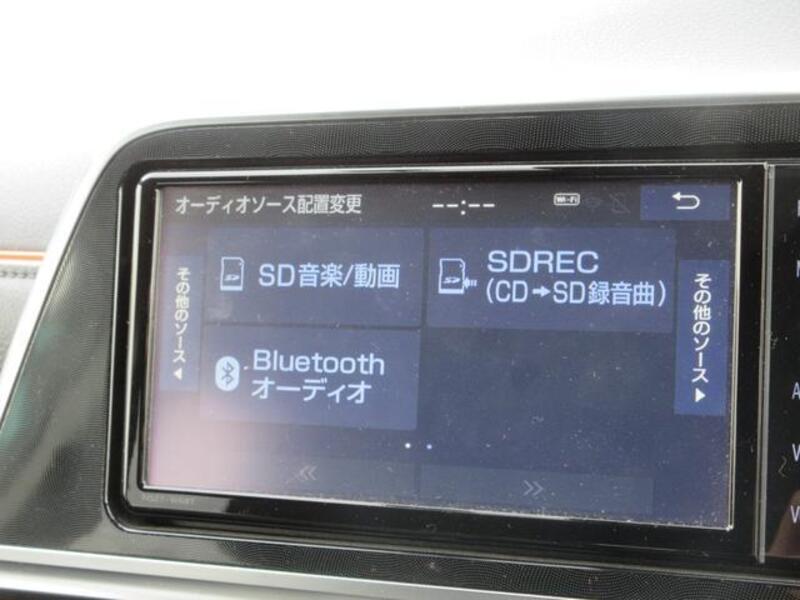 オーディオソース配置変更
--:--
Wi-Fi
その他のソース◀
SD音楽/動画
SDREC
(CD➡SD録音曲)
Bluetooth
オーディオ
その他のソース▶
A
V
V